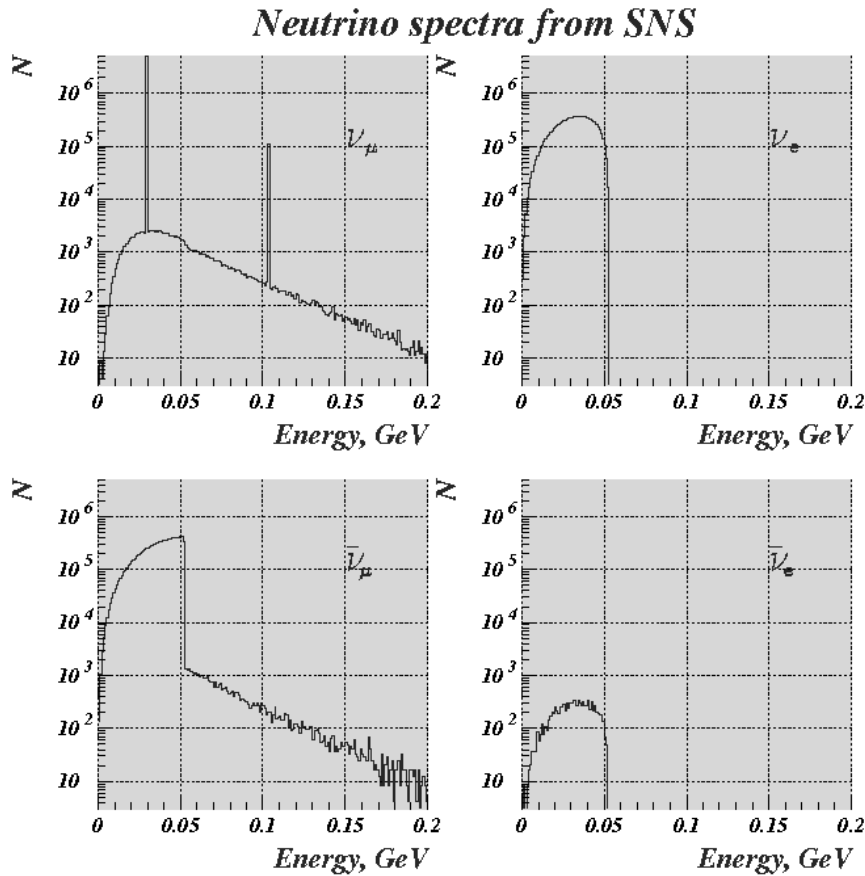 Neutrino spectra from SNS
N
10⁶
10⁵
10⁴
10³
10²
10
ν_μ
0 0.05 0.1 0.15 0.2
Energy, GeV
N
10⁶
10⁵
10⁴
10³
10²
10
ν_e
0 0.05 0.1 0.15 0.2
Energy, GeV
N
10⁶
10⁵
10⁴
10³
10²
10
ν̅_μ
0 0.05 0.1 0.15 0.2
Energy, GeV
N
10⁶
10⁵
10⁴
10³
10²
10
ν̅_e
0 0.05 0.1 0.15 0.2
Energy, GeV